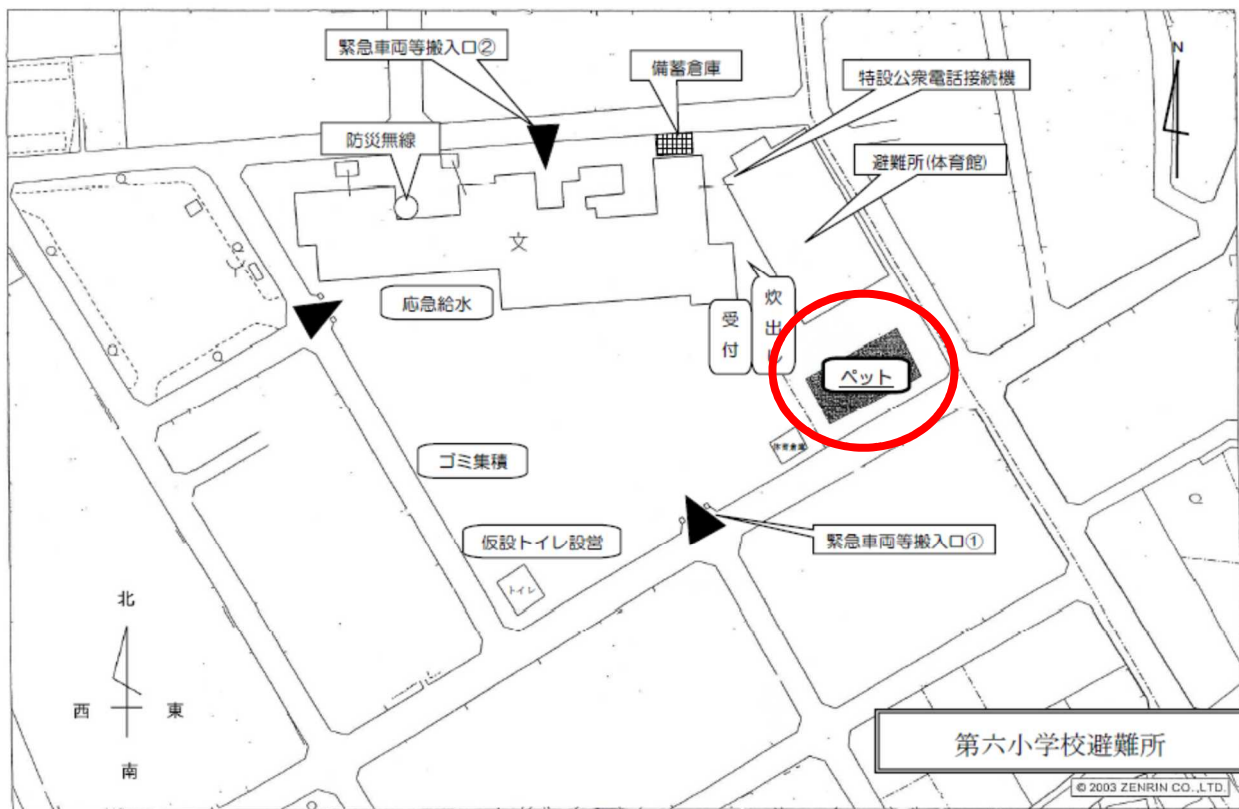 緊急車両等搬入口②
備蓄倉庫
特設公衆電話接続機
防災無線
避難所(体育館)
N
文
応急給水
受付
炊出し
ペット
体育倉庫
ゴミ集積
仮設トイレ設営
緊急車両等搬入口①
トイレ
北
西
東
南
第六小学校避難所
© 2003 ZENRIN CO.,LTD.